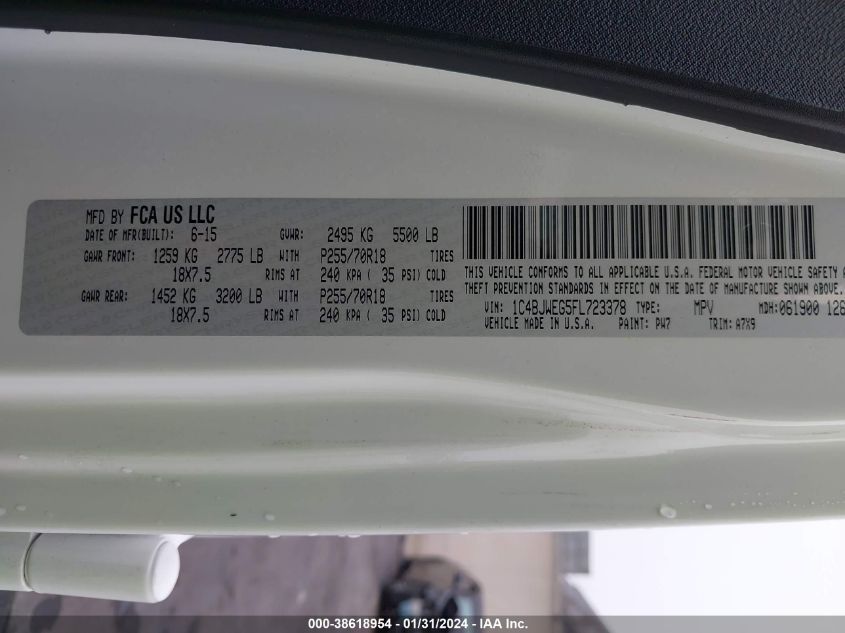 MFD BY FCA US LLC
DATE OF MFR(BUILT): 6-15 GVWR: 2495 KG 5500 LB
GAWR FRONT: 1259 KG 2775 LB WITH P255/70R18 TIRES
18X7.5 RIMS AT 240 KPA ( 35 PSI) COLD
GAWR REAR: 1452 KG 3200 LB WITH P255/70R18 TIRES
18X7.5 RIMS AT 240 KPA ( 35 PSI) COLD
THIS VEHICLE CONFORMS TO ALL APPLICABLE U.S.A. FEDERAL MOTOR VEHICLE SAFETY A
THEFT PREVENTION STANDARDS IN EFFECT ON THE DATE OF MANUFACTURE SHOWN ABOVE.
VIN: 1C4BJWEG5FL723378 TYPE: MPV MDH:061900 126
VEHICLE MADE IN U.S.A. PAINT: PW7 TRIM: A7X9
000-38618954 - 01/31/2024 - IAA Inc.